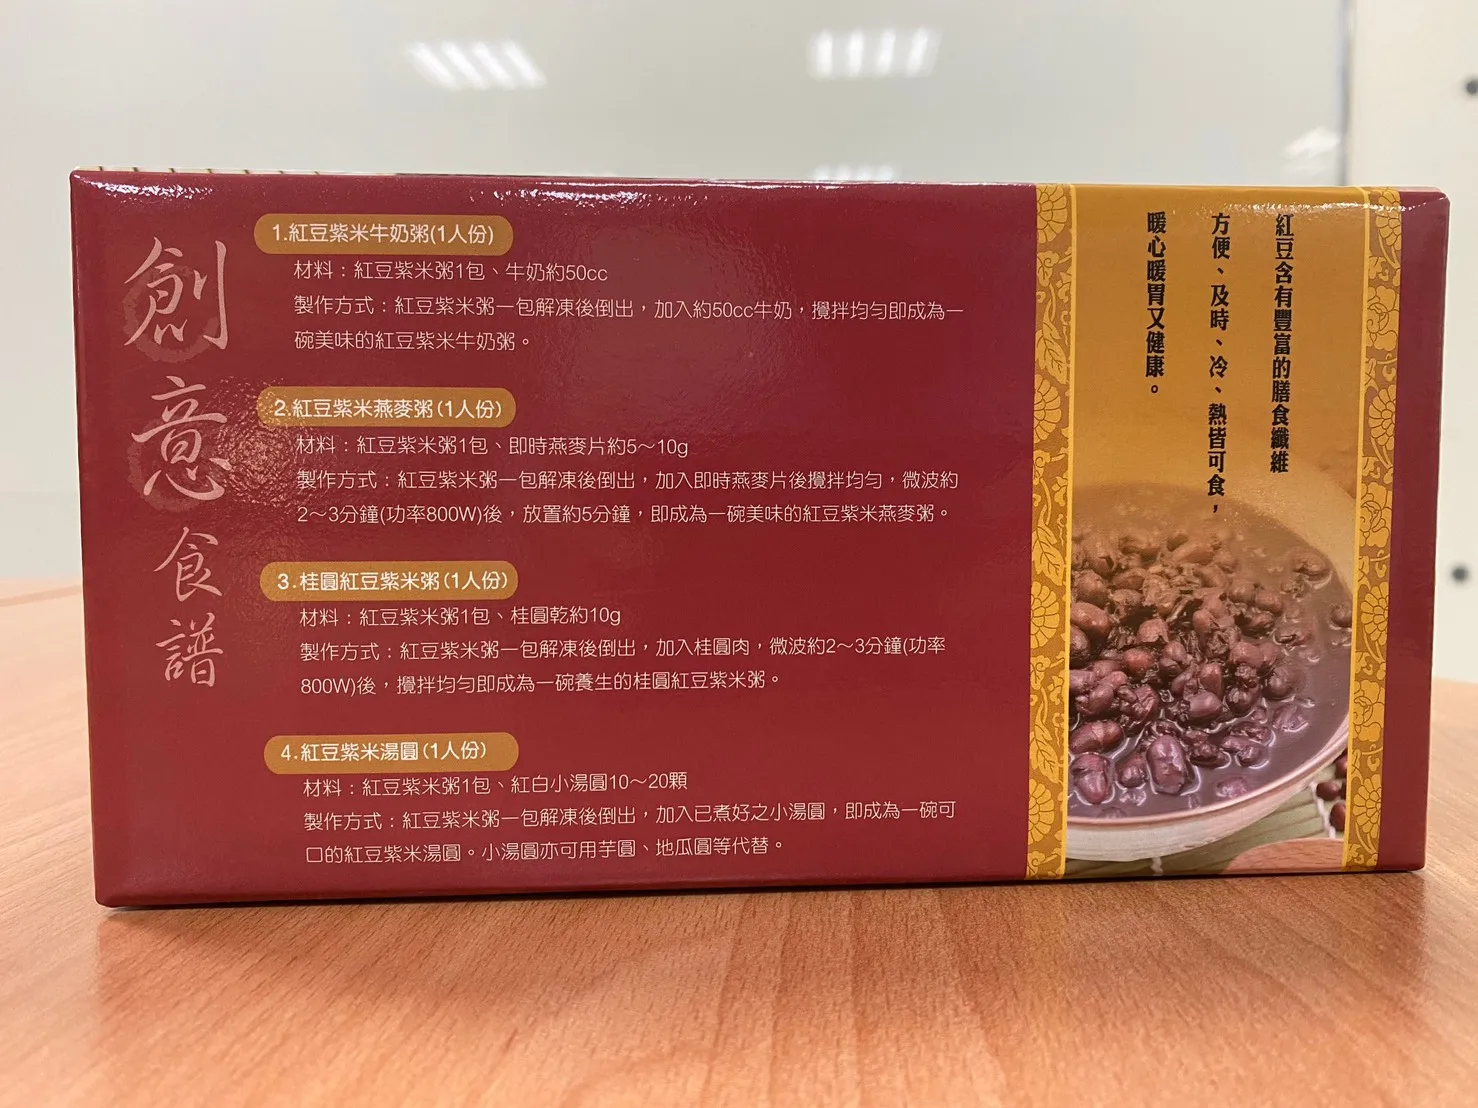 創意食譜
1.紅豆紫米牛奶粥(1人份)
材料：紅豆紫米粥1包、牛奶約50cc
製作方式：紅豆紫米粥一包解凍後倒出，加入約50cc牛奶，攪拌均勻即成為一
碗美味的紅豆紫米牛奶粥。
2.紅豆紫米燕麥粥(1人份)
材料：紅豆紫米粥1包、即時燕麥片約5～10g
製作方式：紅豆紫米粥一包解凍後倒出，加入即時燕麥片後攪拌均勻，微波約
2～3分鐘(功率800W)後，放置約5分鐘，即成為一碗美味的紅豆紫米燕麥粥。
3.桂圓紅豆紫米粥(1人份)
材料：紅豆紫米粥1包、桂圓乾約10g
製作方式：紅豆紫米粥一包解凍後倒出，加入桂圓肉，微波約2～3分鐘(功率
800W)後，攪拌均勻即成為一碗養生的桂圓紅豆紫米粥。
4.紅豆紫米湯圓(1人份)
材料：紅豆紫米粥1包、紅白小湯圓10～20顆
製作方式：紅豆紫米粥一包解凍後倒出，加入已煮好之小湯圓，即成為一碗可
口的紅豆紫米湯圓。小湯圓亦可用芋圓、地瓜圓等代替。
紅豆含有豐富的膳食纖維
方便、及時、冷、熱皆可食，
暖心暖胃又健康。